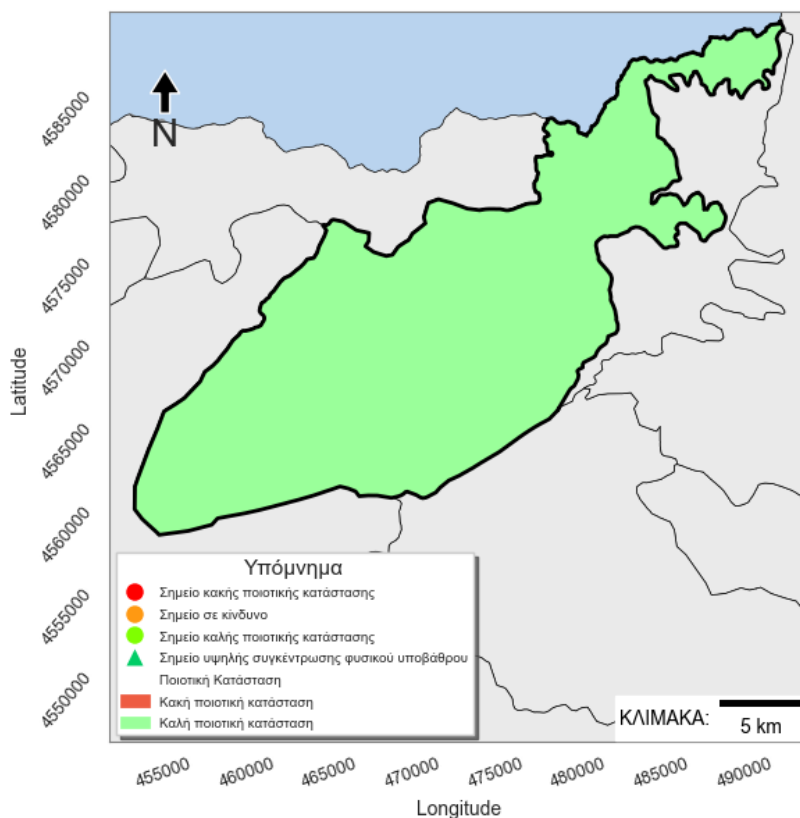 N
4585000
4580000
4575000
4570000
4565000
4560000
4555000
4550000
Latitude
Υπόμνημα
Σημείο κακής ποιοτικής κατάστασης
Σημείο σε κίνδυνο
Σημείο καλής ποιοτικής κατάστασης
Σημείο υψηλής συγκέντρωσης φυσικού υποβάθρου
Ποιοτική Κατάσταση
Κακή ποιοτική κατάσταση
Καλή ποιοτική κατάσταση
ΚΛΙΜΑΚΑ:
5 km
455000 460000 465000 470000 475000 480000 485000 490000
Longitude